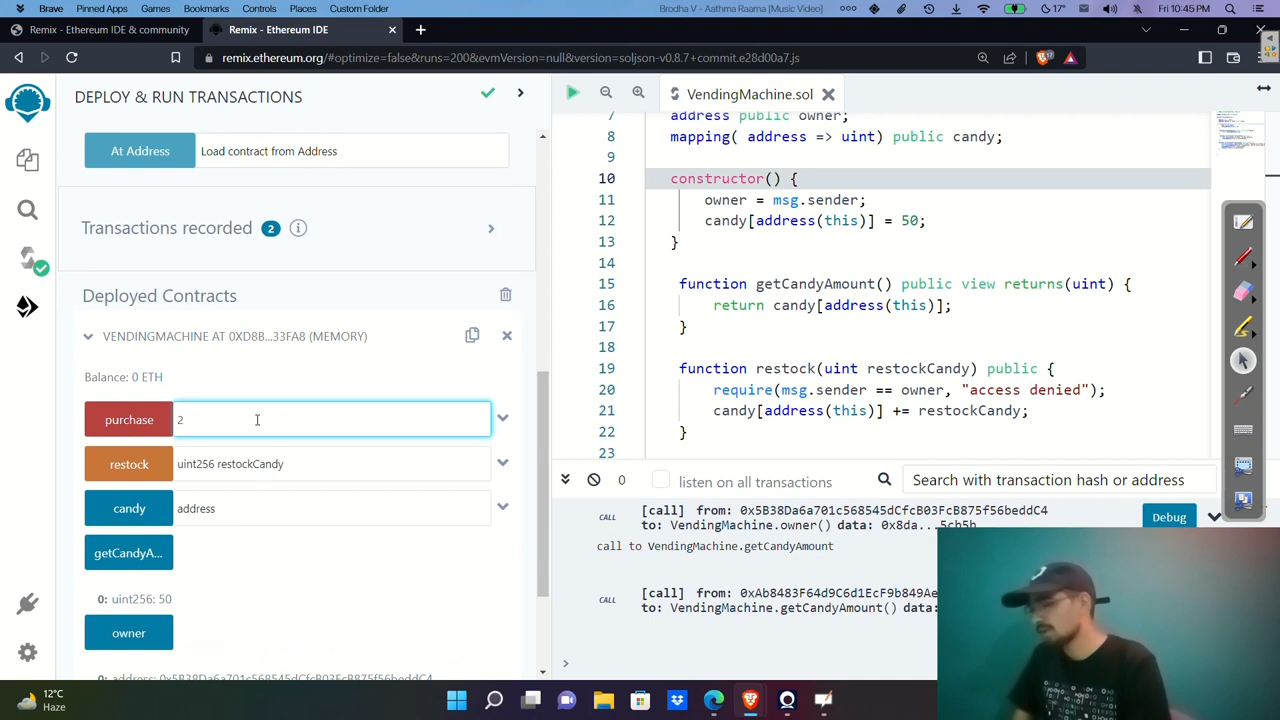 Brave Pinned Apps Games Bookmarks Controls Places Custom Folder Brodha V - Aathma Raama [Music Video] 17° Fri 10:45 PM
Remix - Ethereum IDE & community Remix - Ethereum IDE
remix.ethereum.org/#optimize=false&runs=200&evmVersion=null&version=soljson-v0.8.7+commit.e28d00a7.js
DEPLOY & RUN TRANSACTIONS
At Address Load contract from Address
Transactions recorded 2 i
Deployed Contracts
VENDINGMACHINE AT 0XD8B...33FA8 (MEMORY)
Balance: 0 ETH
purchase 2
restock uint256 restockCandy
candy address
getCandyA...
0: uint256: 50
owner
0: address: 0x5B38Da6a701c568545dCfcB03FcB875f56beddC4
VendingMachine.sol
7 address public owner;
8 mapping( address => uint) public candy;
9
10 constructor() {
11 owner = msg.sender;
12 candy[address(this)] = 50;
13 }
14
15 function getCandyAmount() public view returns(uint) {
16 return candy[address(this)];
17 }
18
19 function restock(uint restockCandy) public {
20 require(msg.sender == owner, "access denied");
21 candy[address(this)] += restockCandy;
22 }
23
0 listen on all transactions Search with transaction hash or address
CALL [call] from: 0x5B38Da6a701c568545dCfcB03FcB875f56beddC4
to: VendingMachine.owner() data: 0x8da...5cb5b
Debug
call to VendingMachine.getCandyAmount
CALL [call] from: 0xAb8483F64d9C6d1EcF9b849Ae
to: VendingMachine.getCandyAmount() data:
>
12°C
Haze